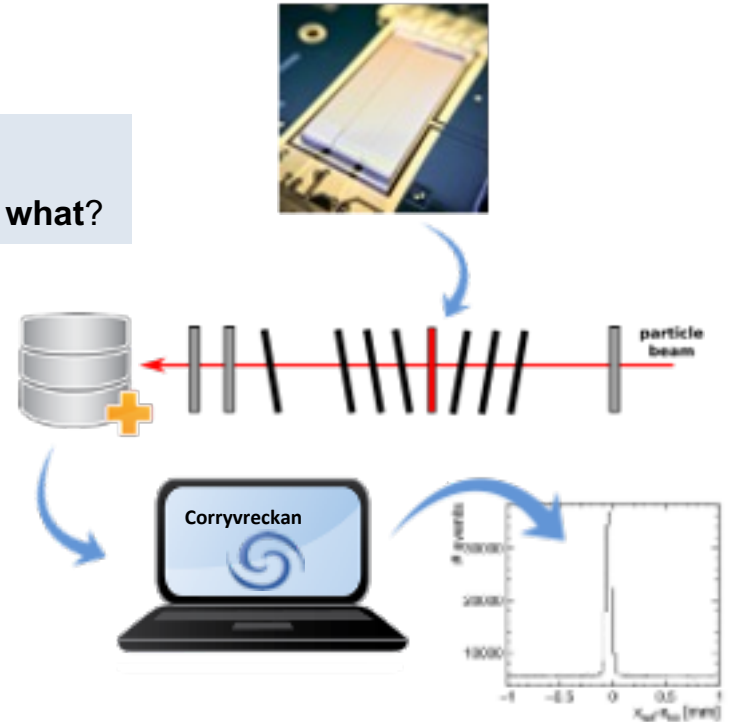 what?
particle
beam
Corryvreckan
# events
30000
20000
10000
-1
-0.5
0
0.5
1
[mm]